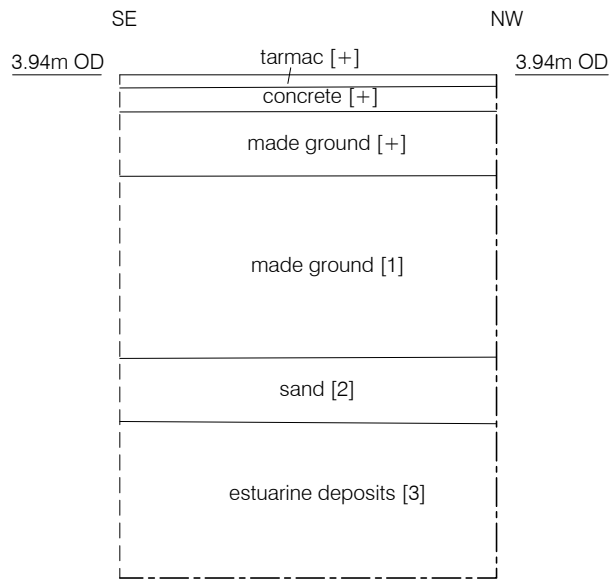 SE
NW
3.94m OD
tarmac [+]
3.94m OD
concrete [+]
made ground [+]
made ground [1]
sand [2]
estuarine deposits [3]